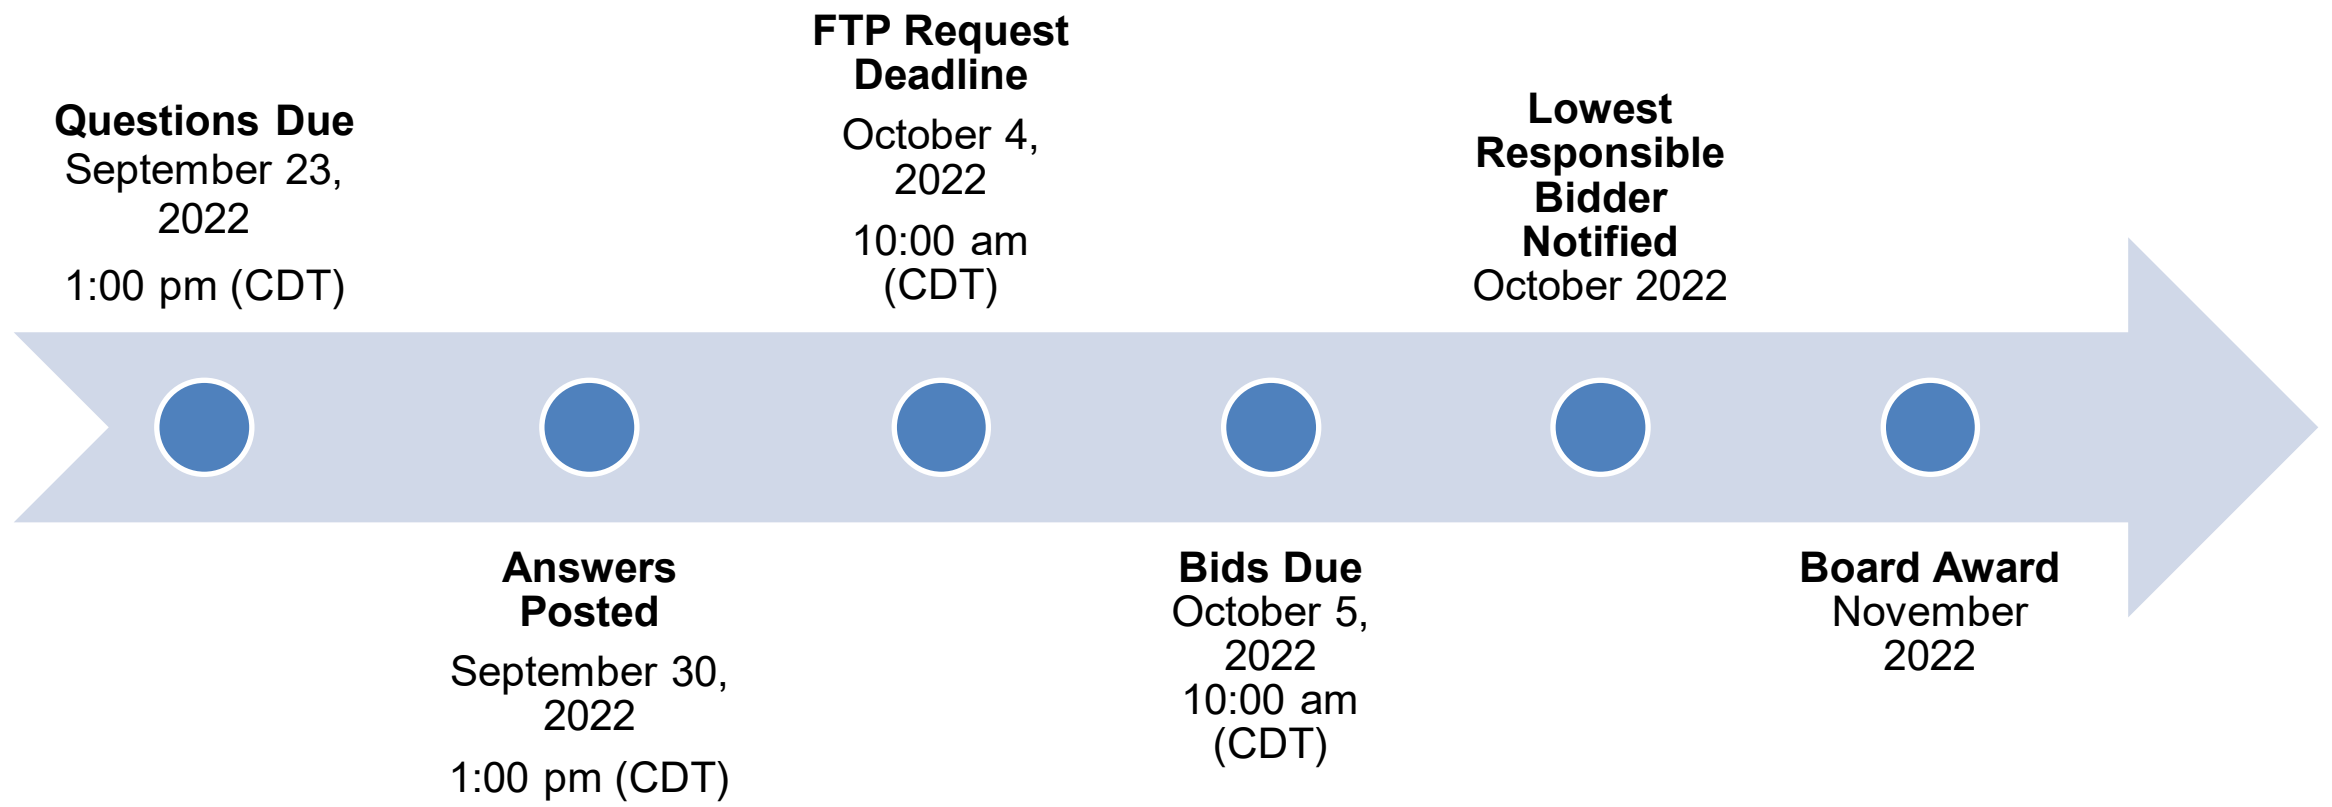 Questions Due
September 23,
2022
1:00 pm (CDT)
Answers
Posted
September 30,
2022
1:00 pm (CDT)
FTP Request
Deadline
October 4,
2022
10:00 am
(CDT)
Bids Due
October 5,
2022
10:00 am
(CDT)
Lowest
Responsible
Bidder
Notified
October 2022
Board Award
November
2022